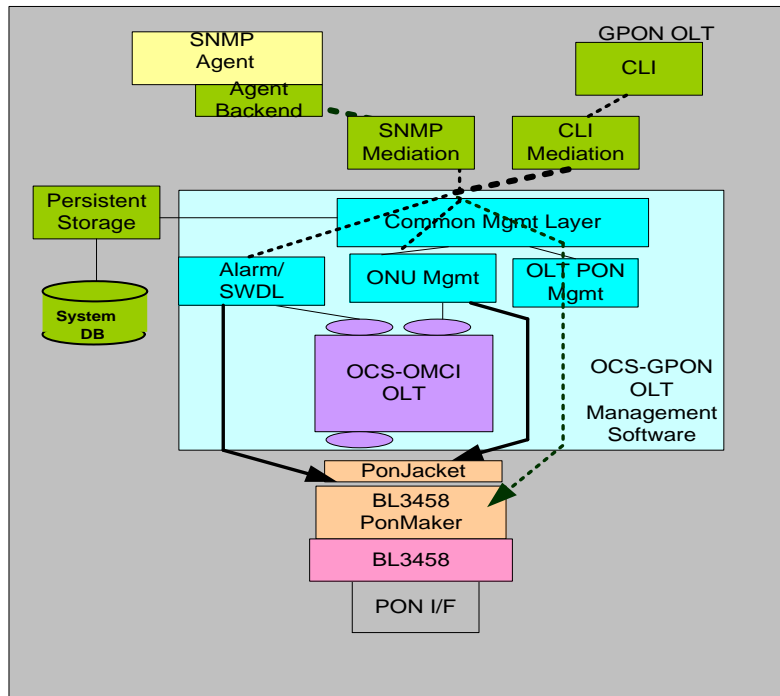 SNMP
Agent
GPON OLT
CLI
Agent
Backend
SNMP
Mediation
CLI
Mediation
Persistent
Storage
Common Mgmt Layer
Alarm/
SWDL
ONU Mgmt
OLT PON
Mgmt
System
DB
OCS-OMCI
OLT
OCS-GPON
OLT
Management
Software
PonJacket
BL3458
PonMaker
BL3458
PON I/F